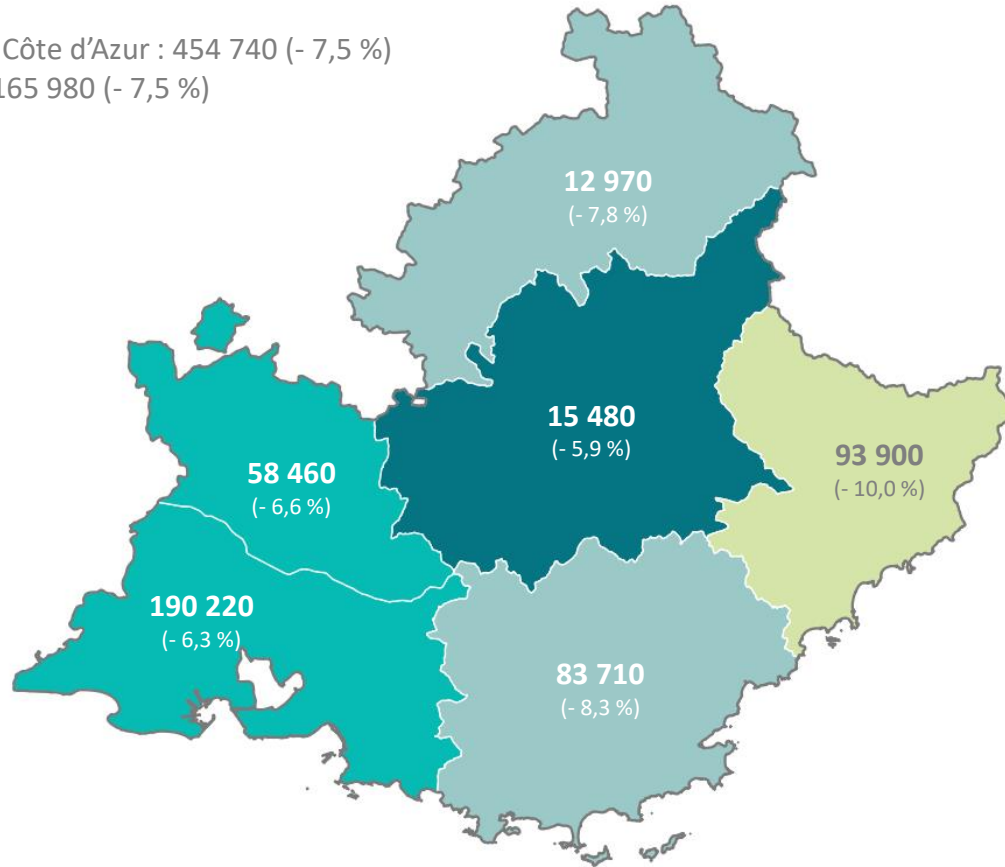 Côte d’Azur : 454 740 (- 7,5 %)
165 980 (- 7,5 %)
12 970
(- 7,8 %)
15 480
(- 5,9 %)
93 900
(- 10,0 %)
58 460
(- 6,6 %)
190 220
(- 6,3 %)
83 710
(- 8,3 %)